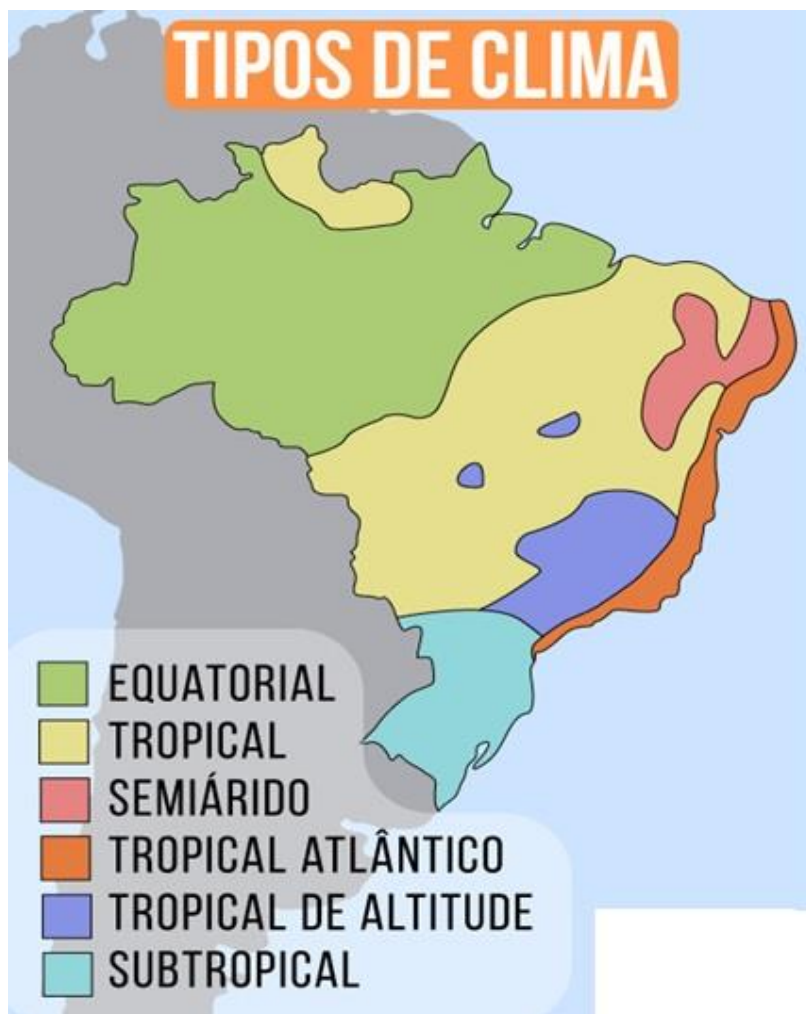 TIPOS DE CLIMA
EQUATORIAL
TROPICAL
SEMIÁRIDO
TROPICAL ATLÂNTICO
TROPICAL DE ALTITUDE
SUBTROPICAL